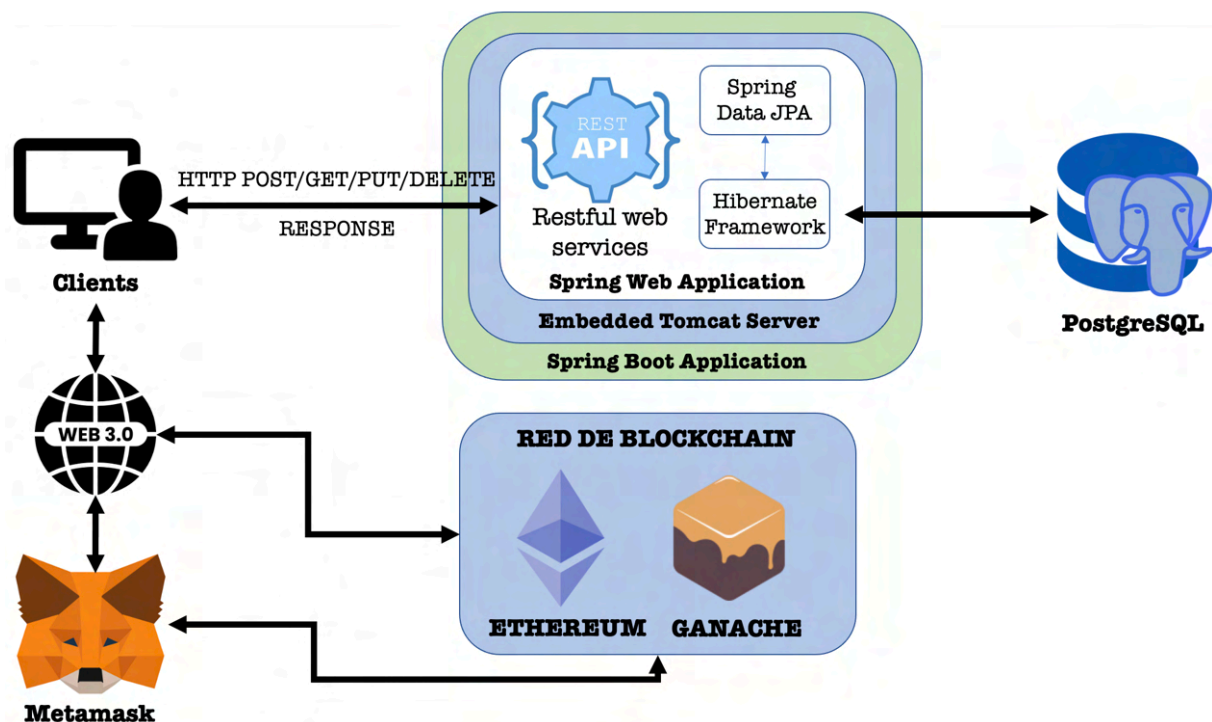 Spring
Data JPA
REST
API
HTTP POST/GET/PUT/DELETE
RESPONSE
Hibernate
Framework
Restful web
services
Spring Web Application
Embedded Tomcat Server
Spring Boot Application
Clients
PostgreSQL
WEB 3.0
RED DE BLOCKCHAIN
ETHEREUM
GANACHE
Metamask